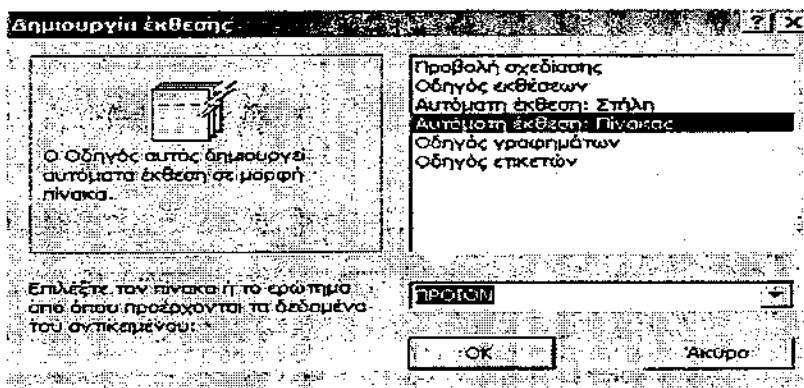 Δημιουργία έκθεσης
? ×
Προβολή σχεδίασης
Οδηγός εκθέσεων
Αυτόματη έκθεση: Στήλη
Αυτόματη έκθεση: Πίνακας
Οδηγός γραφημάτων
Οδηγός ετικετών
Ο Οδηγός αυτός δημιουργεί
αυτόματα έκθεση σε μορφή
πίνακα.
Επιλέξτε τον πίνακα ή το ερώτημα
από όπου προέρχονται τα δεδομένα
του αντικειμένου:
ΠΡΟΙΟΝ
OK
Άκυρο